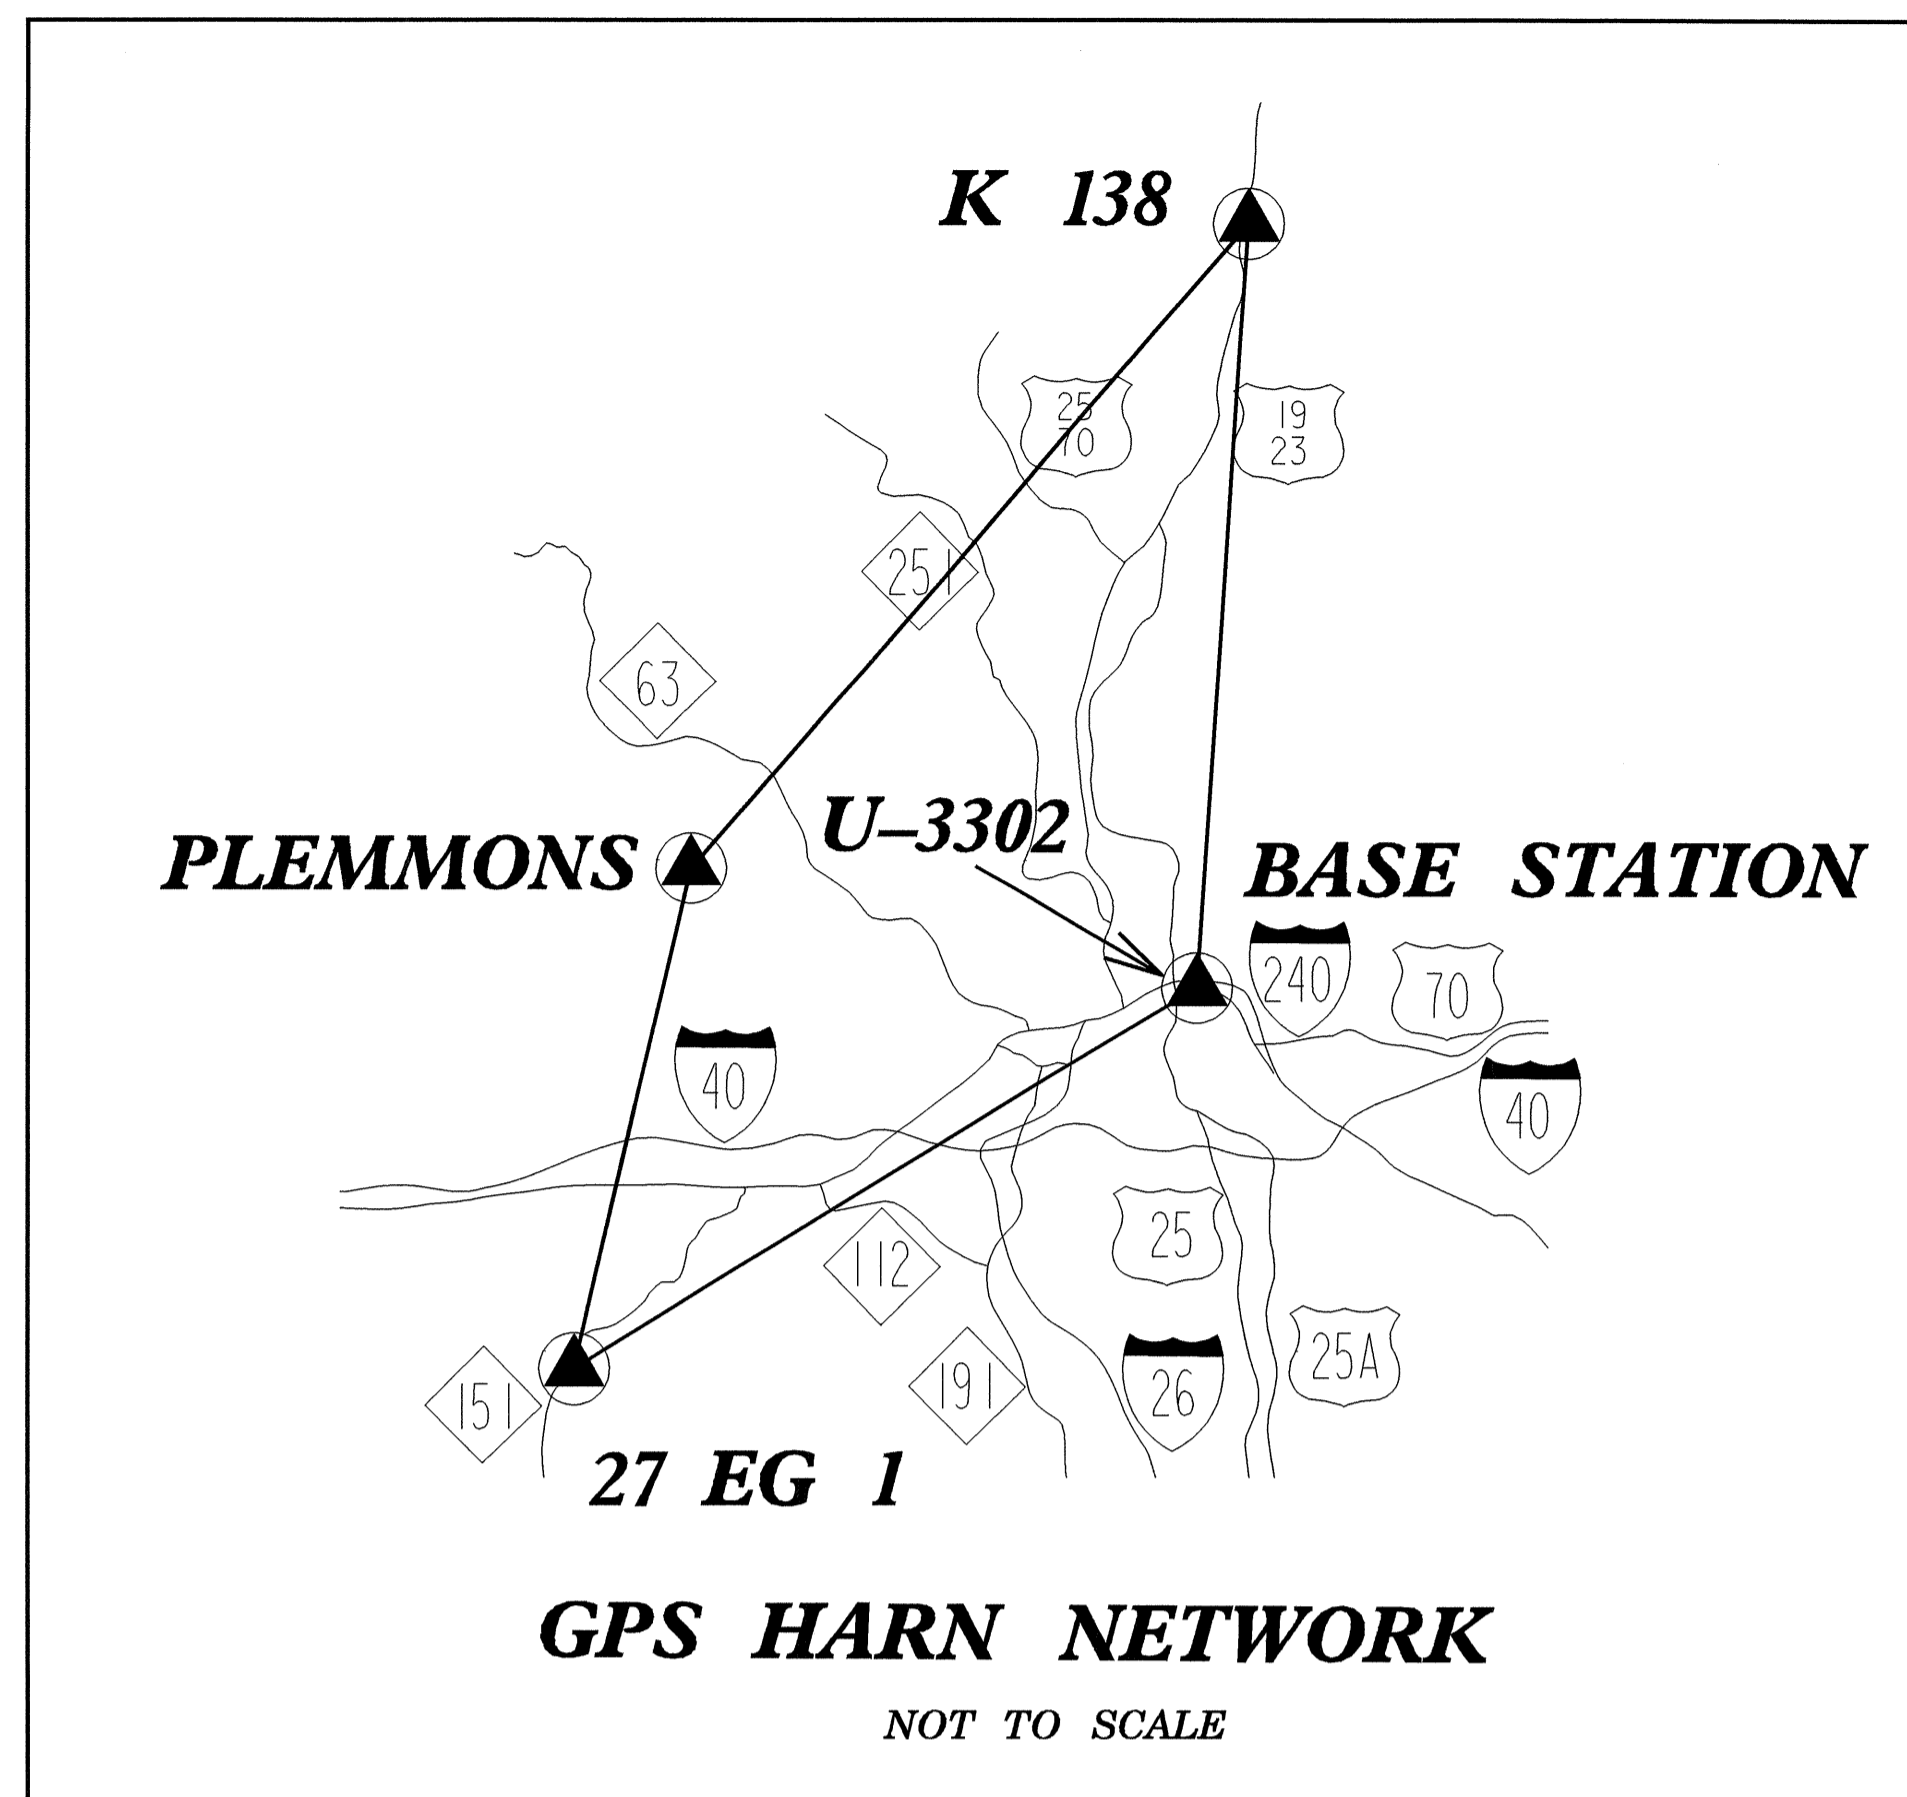 K 138
25
70
19
23
251
63
U-3302
PLEMMONS
BASE STATION
240
70
40
40
25
112
25A
26
191
151
27 EG 1
GPS HARN NETWORK
NOT TO SCALE